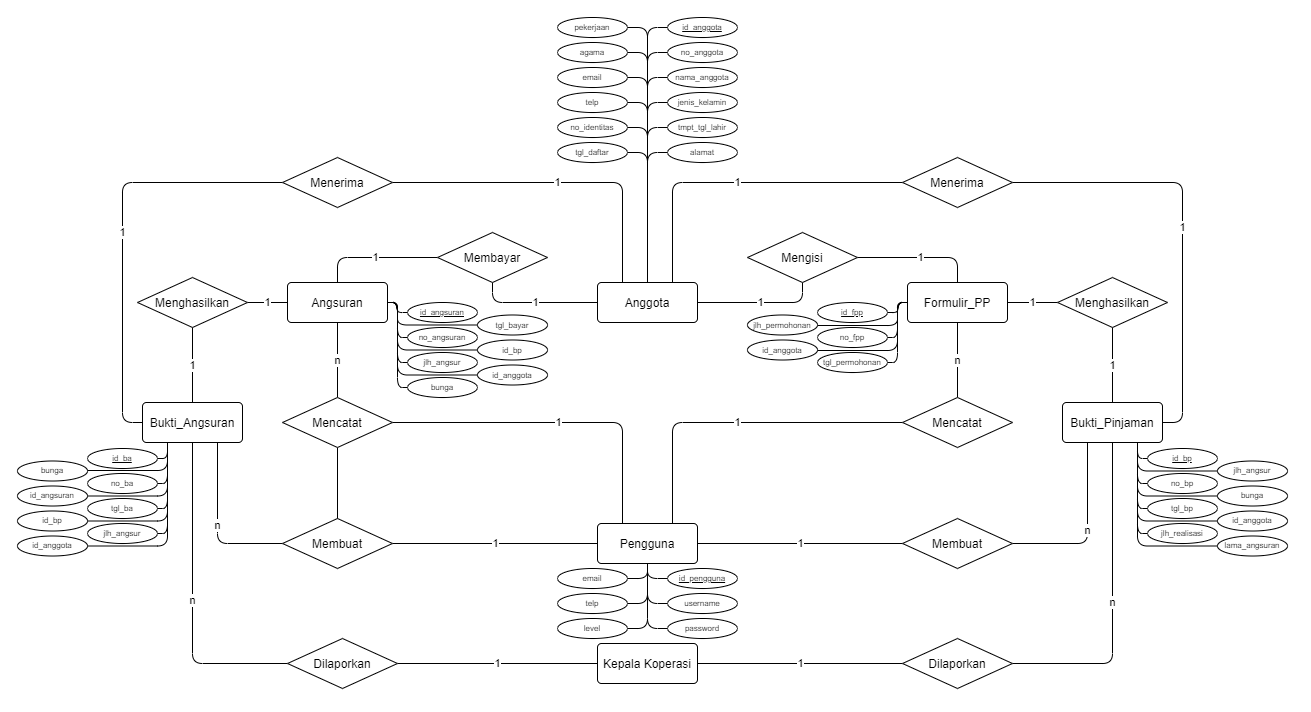 pekerjaan id_anggota
agama no_anggota
email nama_anggota
telp jenis_kelamin
no_identitas tmpt_tgl_lahir
tgl_daftar alamat
Menerima 1 1 Menerima
1 1
1 Membayar Mengisi 1
Menghasilkan 1 Angsuran 1 Anggota 1 Formulir_PP 1 Menghasilkan
id_angsuran id_fpp
tgl_bayar jlh_permohonan
no_angsuran no_fpp
id_bp id_anggota
jlh_angsur tgl_permohonan
id_anggota
bunga
1 n n 1
Bukti_Angsuran Mencatat 1 1 Mencatat Bukti_Pinjaman
id_ba id_bp
bunga jlh_angsur
no_ba no_bp
id_angsuran bunga
tgl_ba tgl_bp
id_bp id_anggota
jlh_angsur jlh_realisasi
id_anggota lama_angsuran
n n
Membuat 1 Pengguna 1 Membuat
email id_pengguna
telp username
level password
n n
Dilaporkan 1 Kepala Koperasi 1 Dilaporkan